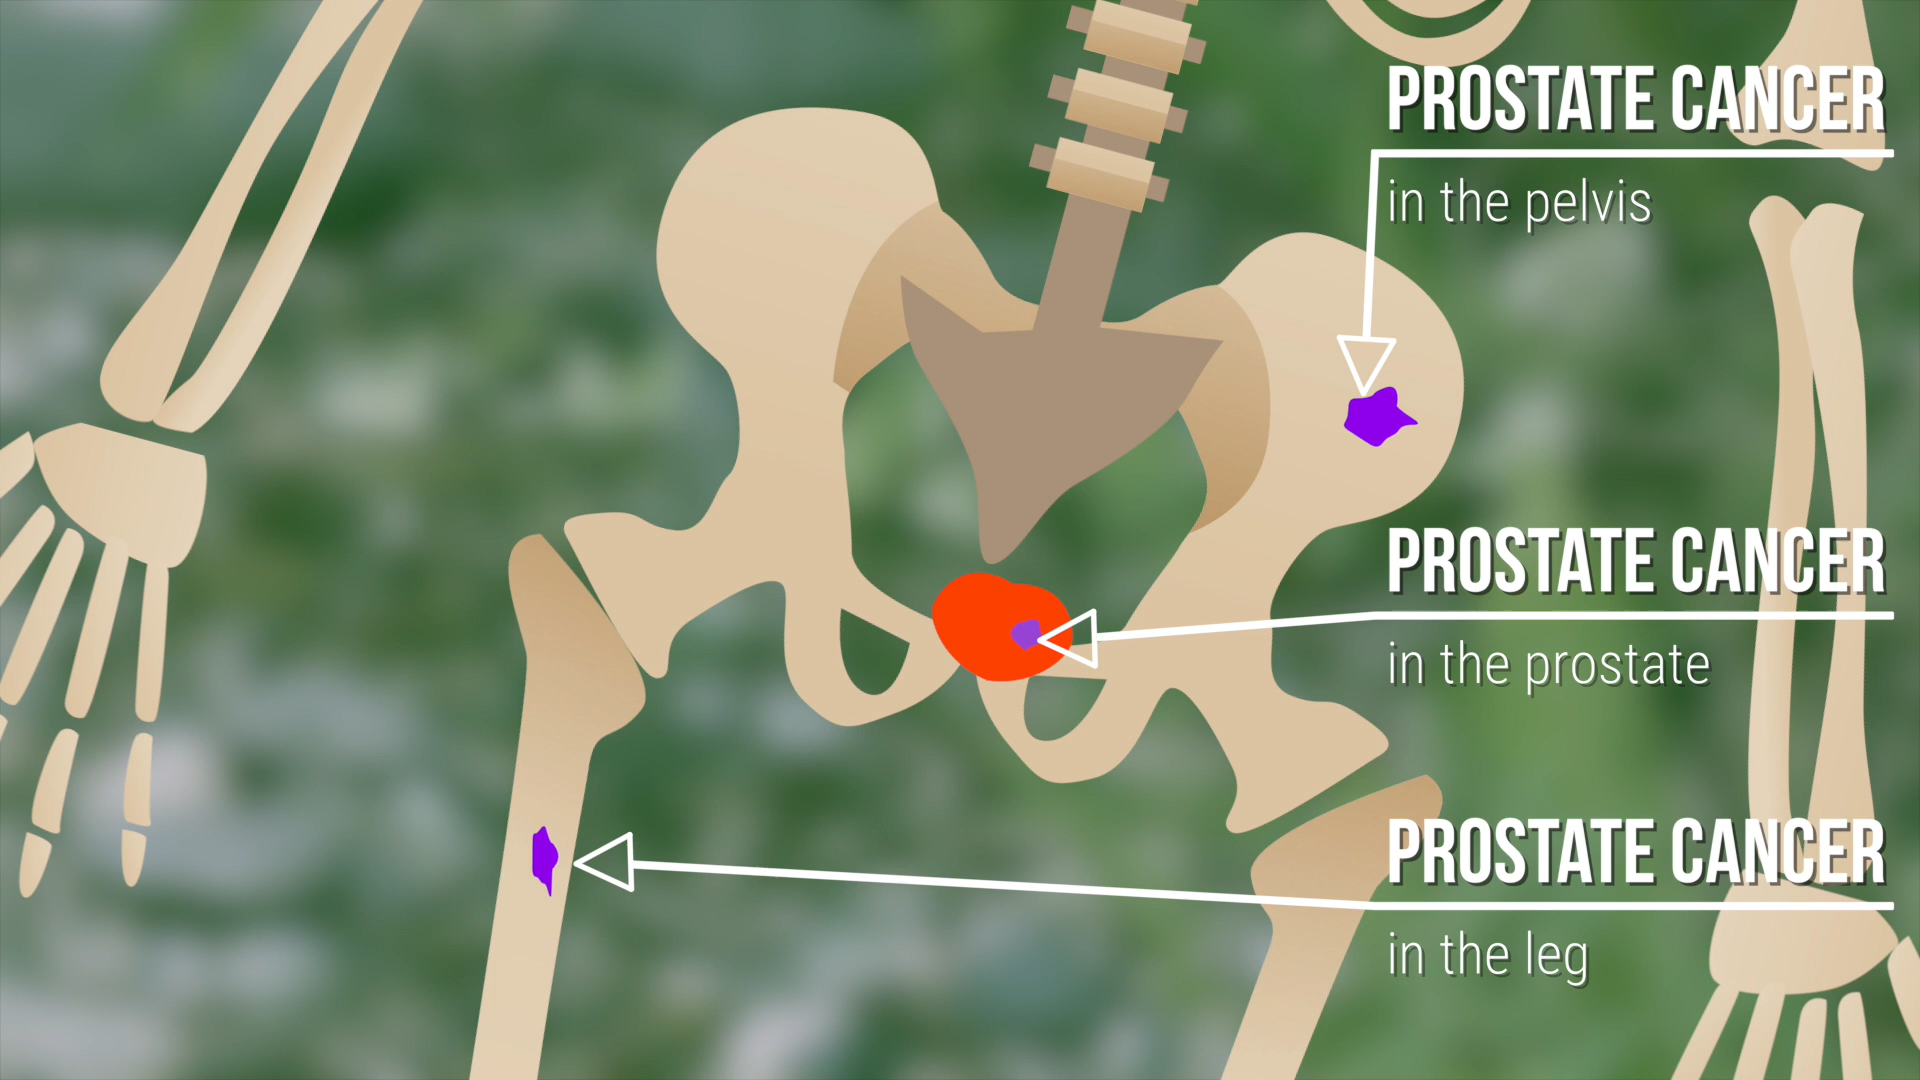 PROSTATE CANCER
in the pelvis
PROSTATE CANCER
in the prostate
PROSTATE CANCER
in the leg